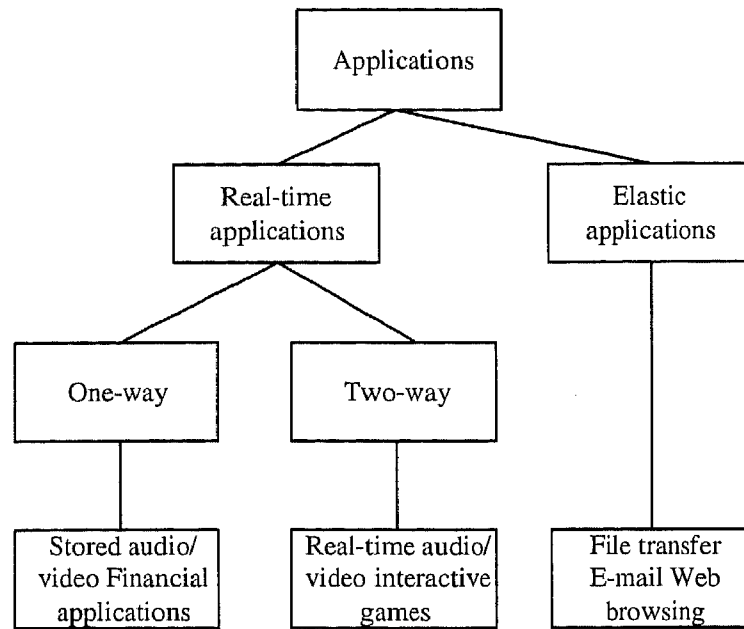 Applications
Real-time
applications
Elastic
applications
One-way
Two-way
Stored audio/
video Financial
applications
Real-time audio/
video interactive
games
File transfer
E-mail Web
browsing